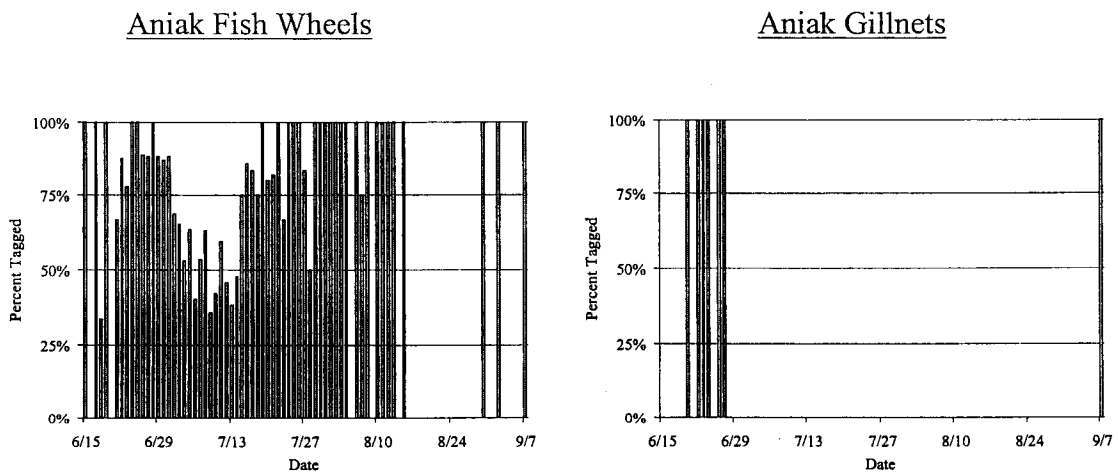 Aniak Fish Wheels
Aniak Gillnets
Percent Tagged
100%
75%
50%
25%
0%
6/15 6/29 7/13 7/27 8/10 8/24 9/7
Date
Percent Tagged
100%
75%
50%
25%
0%
6/15 6/29 7/13 7/27 8/10 8/24 9/7
Date